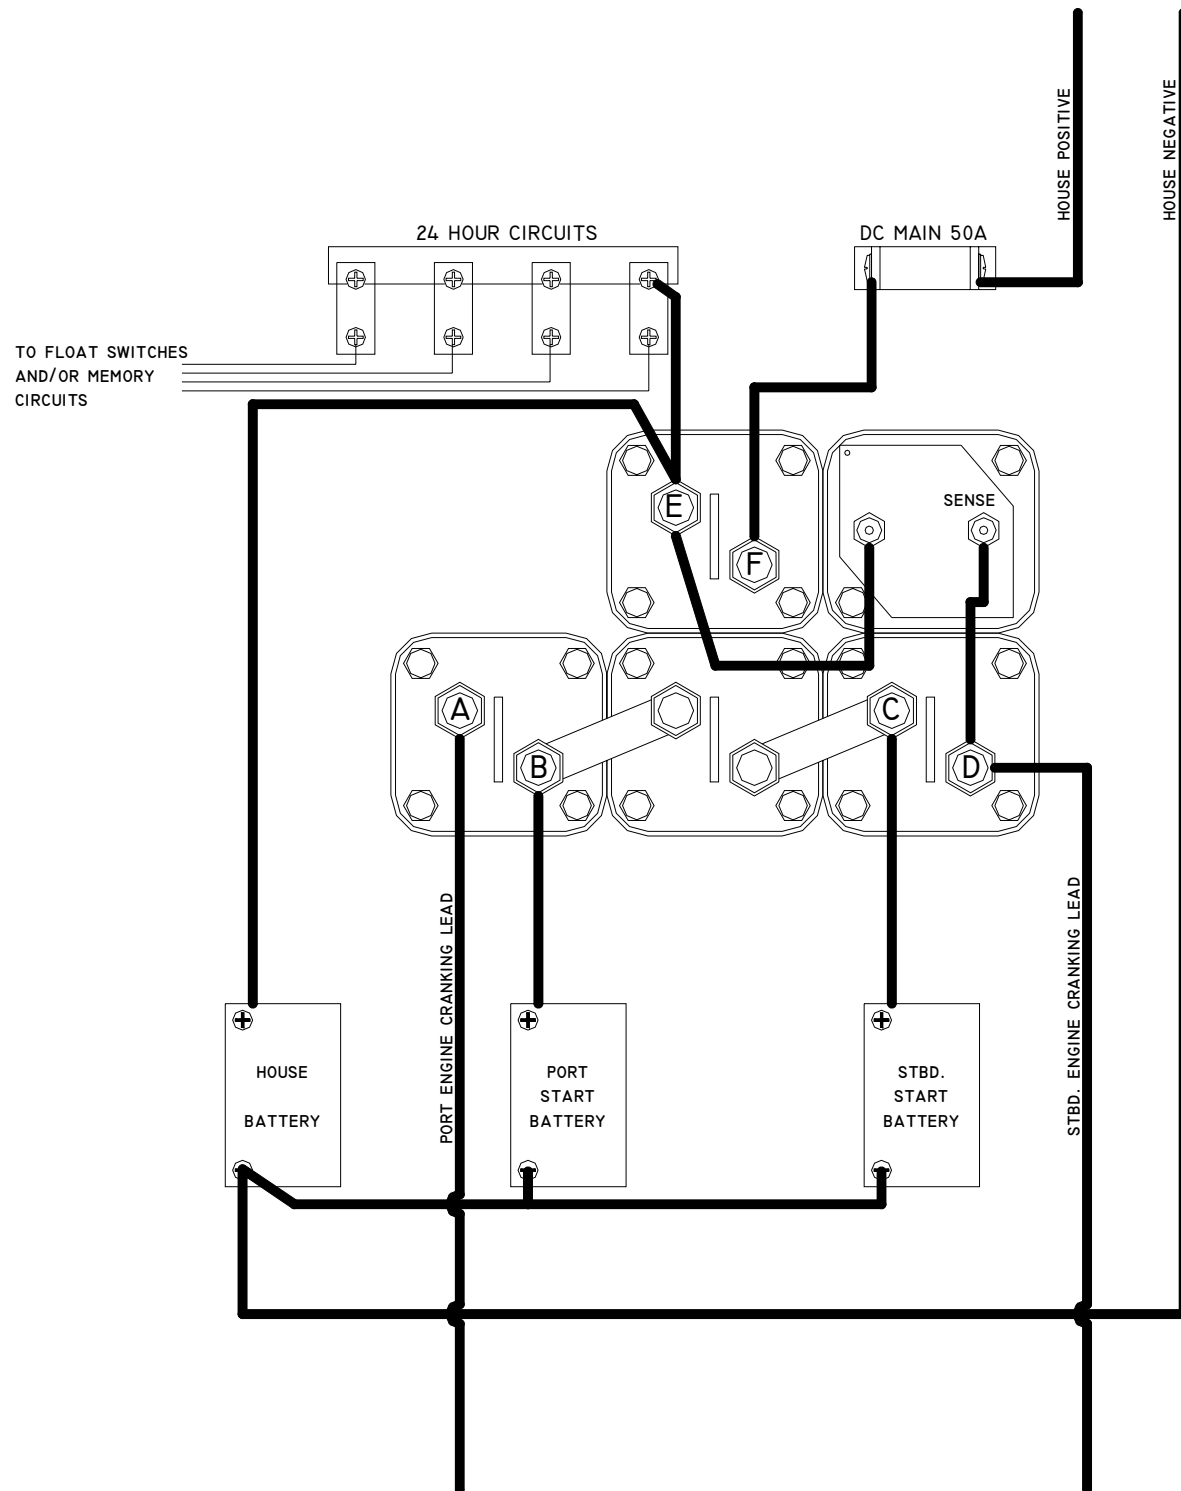 HOUSE POSITIVE
HOUSE NEGATIVE
24 HOUR CIRCUITS
DC MAIN 50A
TO FLOAT SWITCHES
AND/OR MEMORY
CIRCUITS
SENSE
E
F
A
B
C
D
PORT ENGINE CRANKING LEAD
STBD. ENGINE CRANKING LEAD
HOUSE
BATTERY
PORT
START
BATTERY
STBD.
START
BATTERY